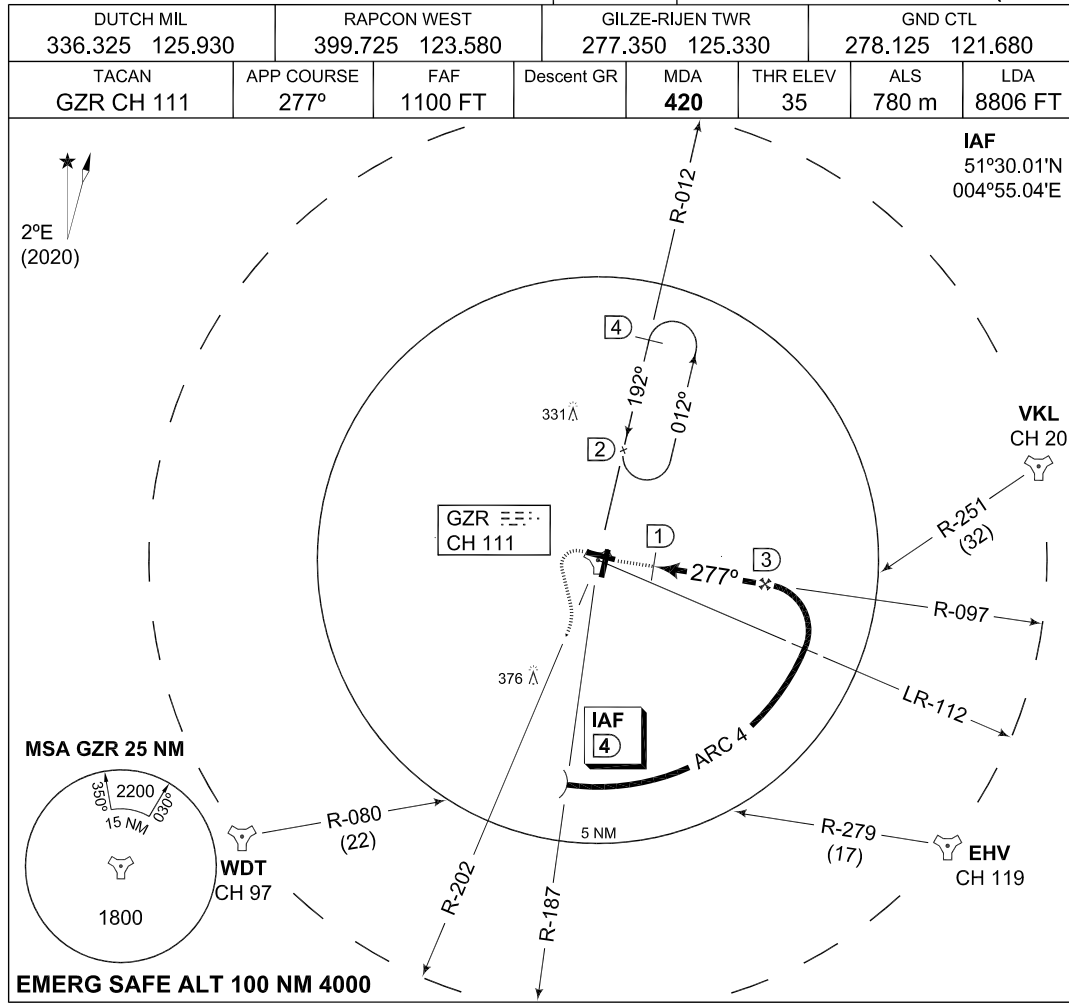 DUTCH MIL
336.325 125.930
RAPCON WEST
399.725 123.580
GILZE-RIJEN TWR
277.350 125.330
GND CTL
278.125 121.680
TACAN
GZR CH 111
APP COURSE
277º
FAF
1100 FT
Descent GR
MDA
420
THR ELEV
35
ALS
780 m
LDA
8806 FT
IAF
51º30.01'N
004º55.04'E
2ºE
(2020)
R-012
4
192º
012º
331
2
VKL
CH 20
R-251
(32)
GZR
CH 111
1
277º
3
R-097
LR-112
376
IAF
4
ARC 4
MSA GZR 25 NM
350º
2200
030º
15 NM
1800
R-080
(22)
WDT
CH 97
5 NM
R-279
(17)
EHV
CH 119
R-202
R-187
EMERG SAFE ALT 100 NM 4000